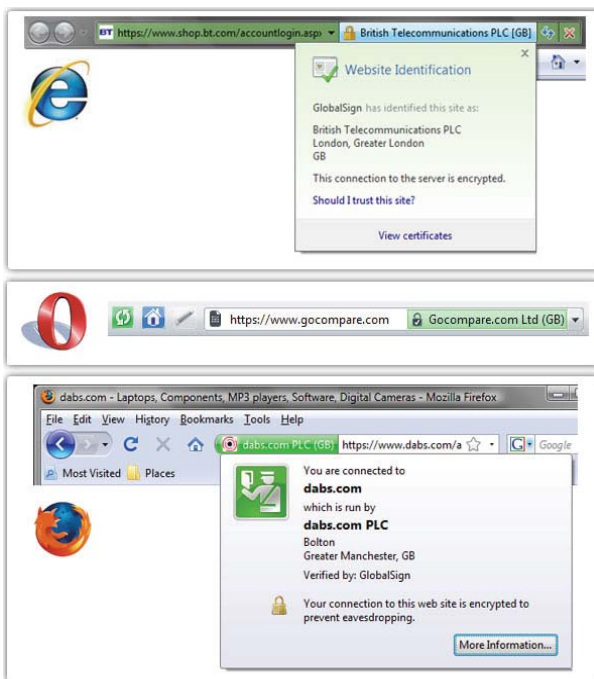 https://www.shop.bt.com/accountlogin.asp
British Telecommunications PLC [GB]
Website Identification
GlobalSign has identified this site as:
British Telecommunications PLC
London, Greater London
GB
This connection to the server is encrypted.
Should I trust this site?
View certificates
https://www.gocompare.com
Gocompare.com Ltd (GB)
dabs.com - Laptops, Components, MP3 players, Software, Digital Cameras - Mozilla Firefox
File Edit View History Bookmarks Tools Help
dabs.com PLC (GB) https://www.dabs.com/a G Google
Most Visited Places
You are connected to
dabs.com
which is run by
dabs.com PLC
Bolton
Greater Manchester, GB
Verified by: GlobalSign
Your connection to this web site is encrypted to
prevent eavesdropping.
More Information...